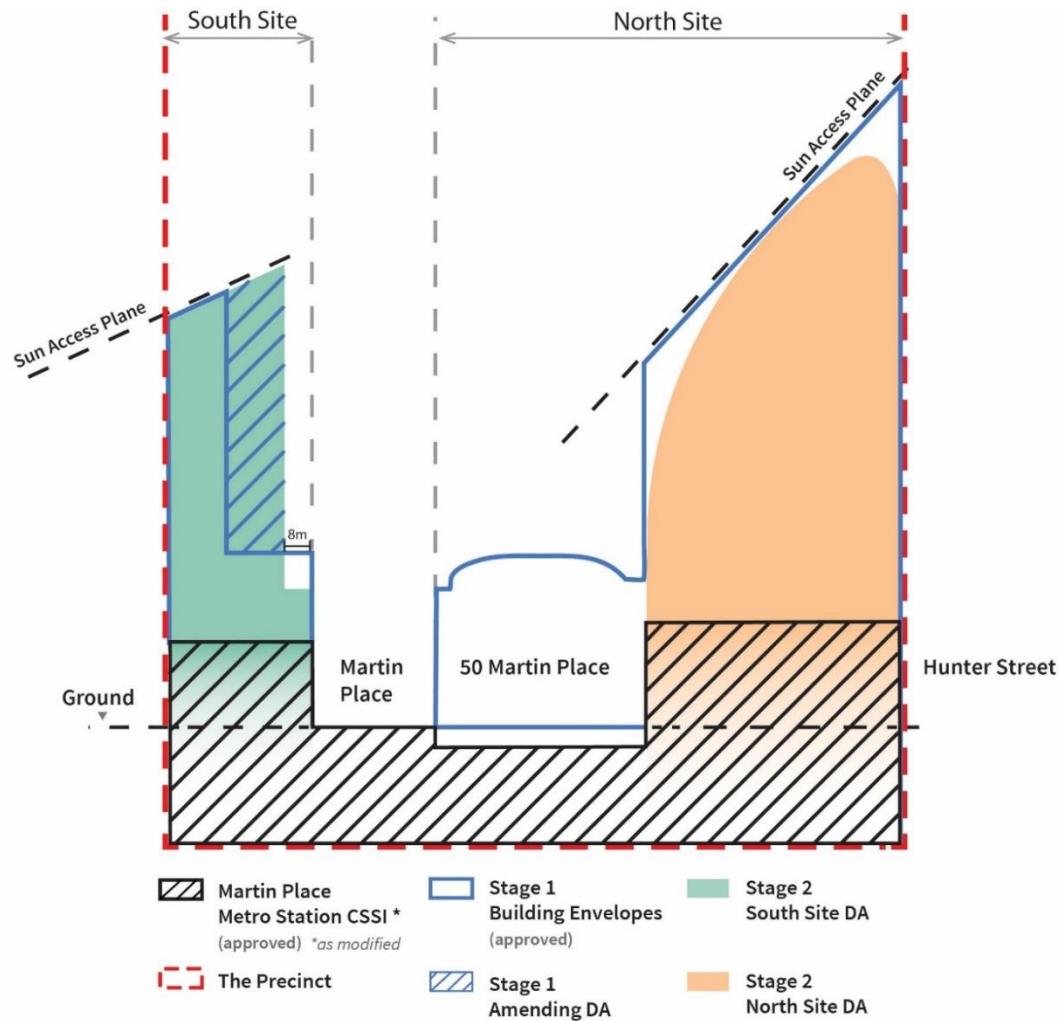 South Site
North Site
Sun Access Plane
Sun Access Plane
8m
Martin
Place
50 Martin Place
Hunter Street
Ground
Martin Place
Metro Station CSSI *
(approved) *as modified
Stage 1
Building Envelopes
(approved)
Stage 2
South Site DA
The Precinct
Stage 1
Amending DA
Stage 2
North Site DA